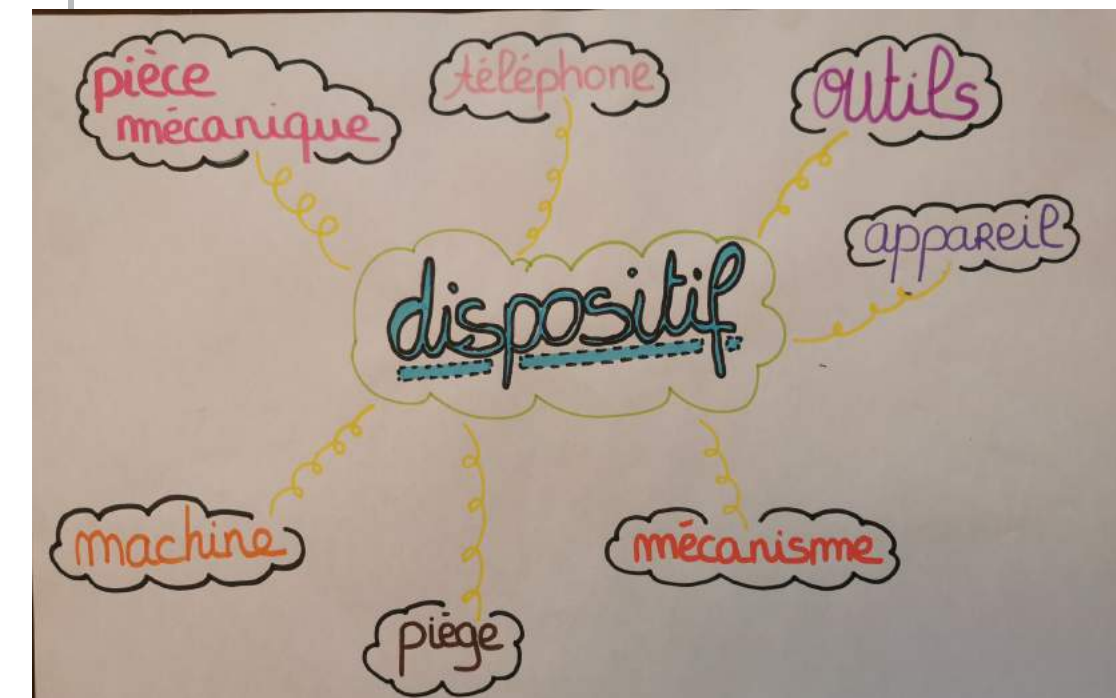 pièce
mécanique
téléphone
outils
appareil
dispositif
machine
mécanisme
piège